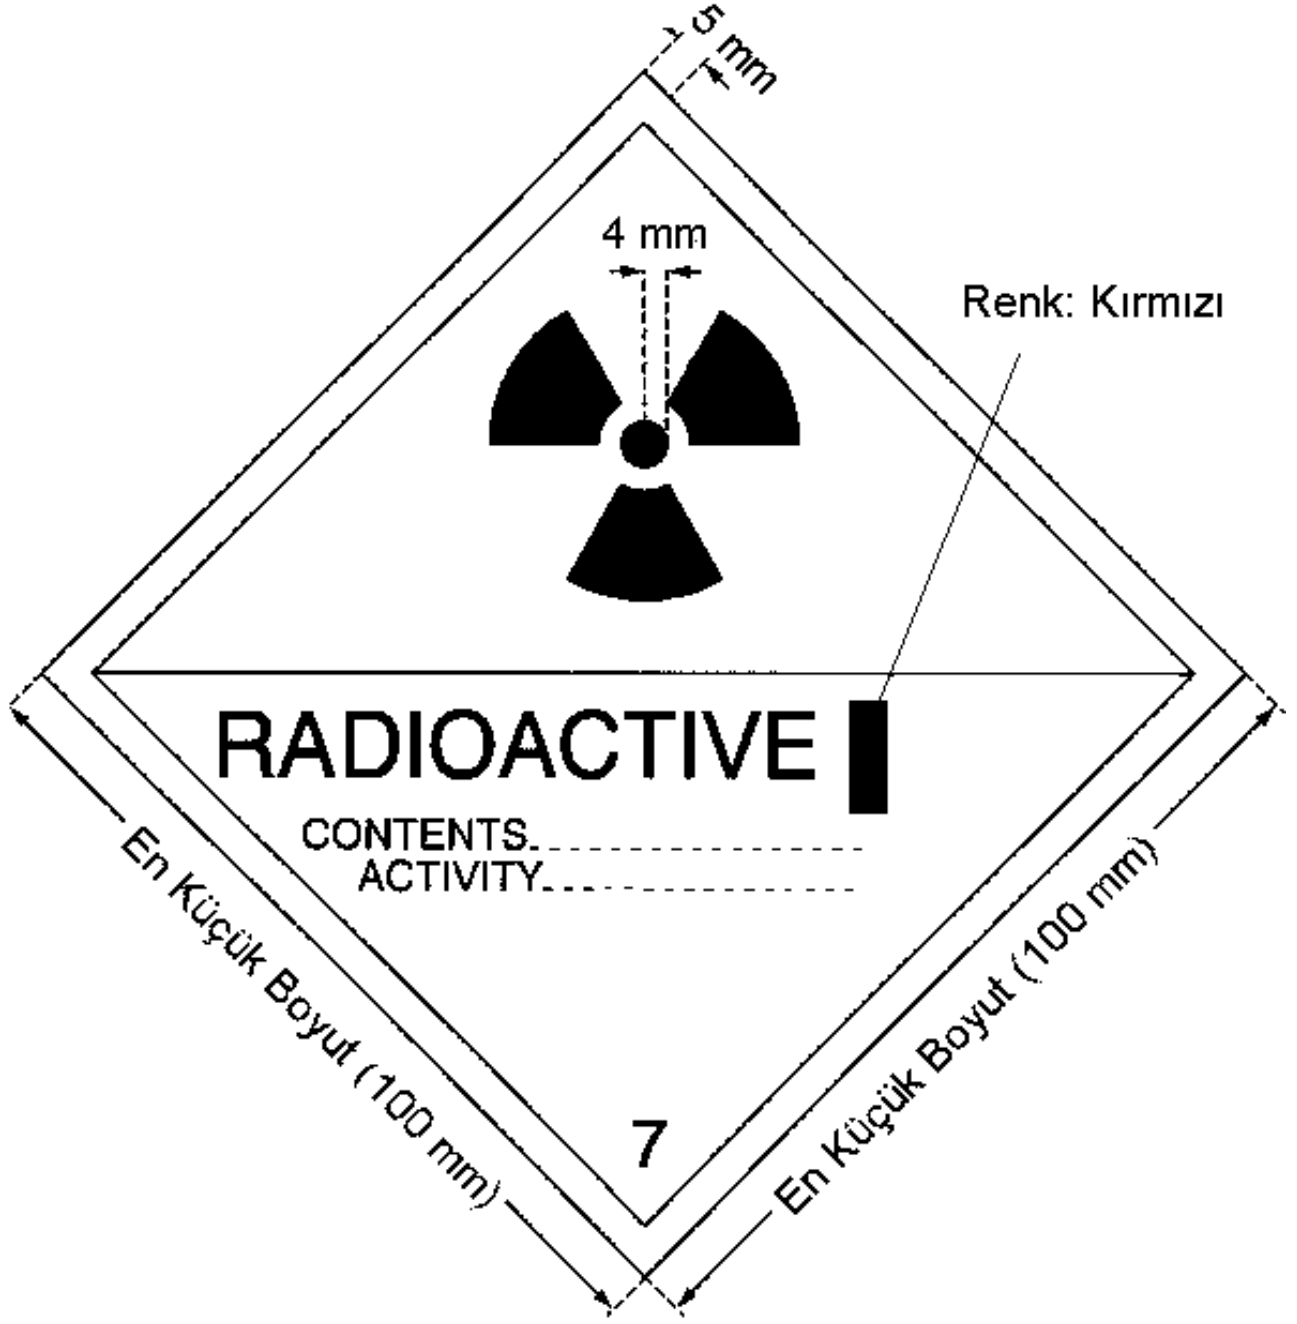 5 mm
4 mm
Renk: Kırmızı
RADIOACTIVE
CONTENTS
ACTIVITY
En Küçük Boyut (100 mm)
En Küçük Boyut (100 mm)
7